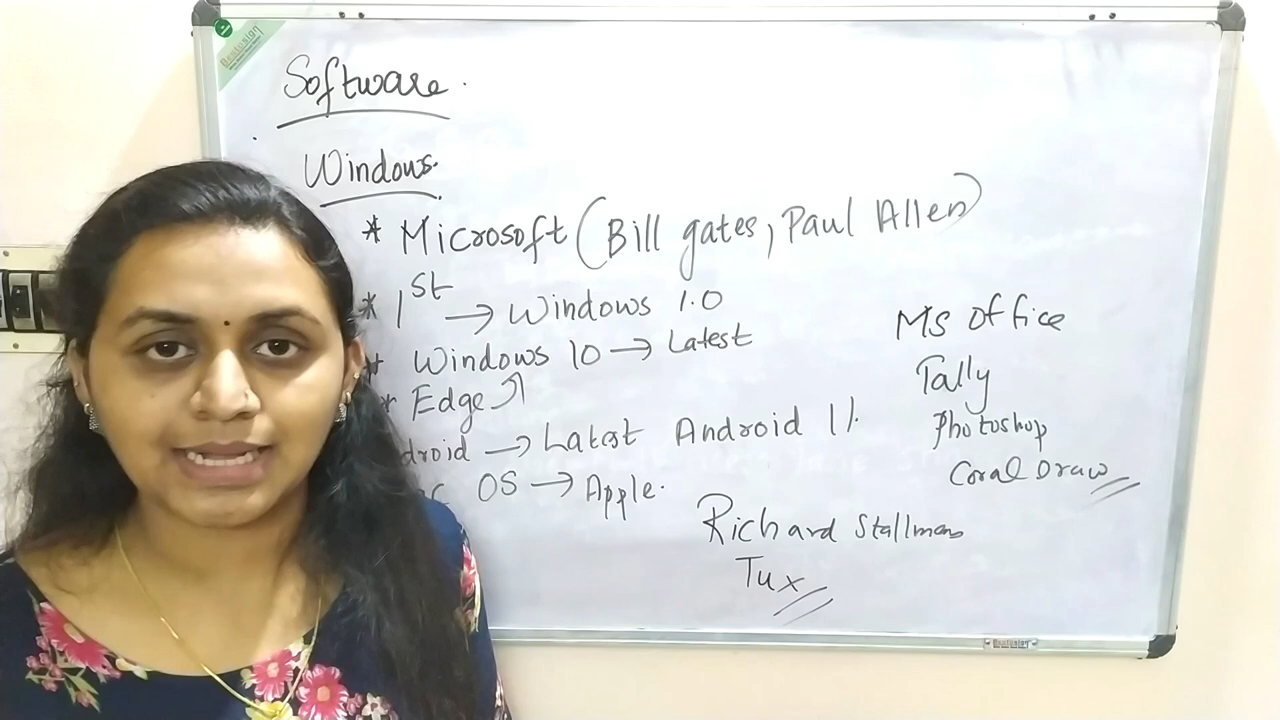 Software.
Windows.
* Microsoft (Bill gates, Paul Allen)
* 1st → Windows 1.0
* Windows 10 → Latest
* Edge
droid → Latest Android 11.
OS → Apple.
MS Office
Tally
Photoshop
Coral Draw
Richard Stallman
Tux